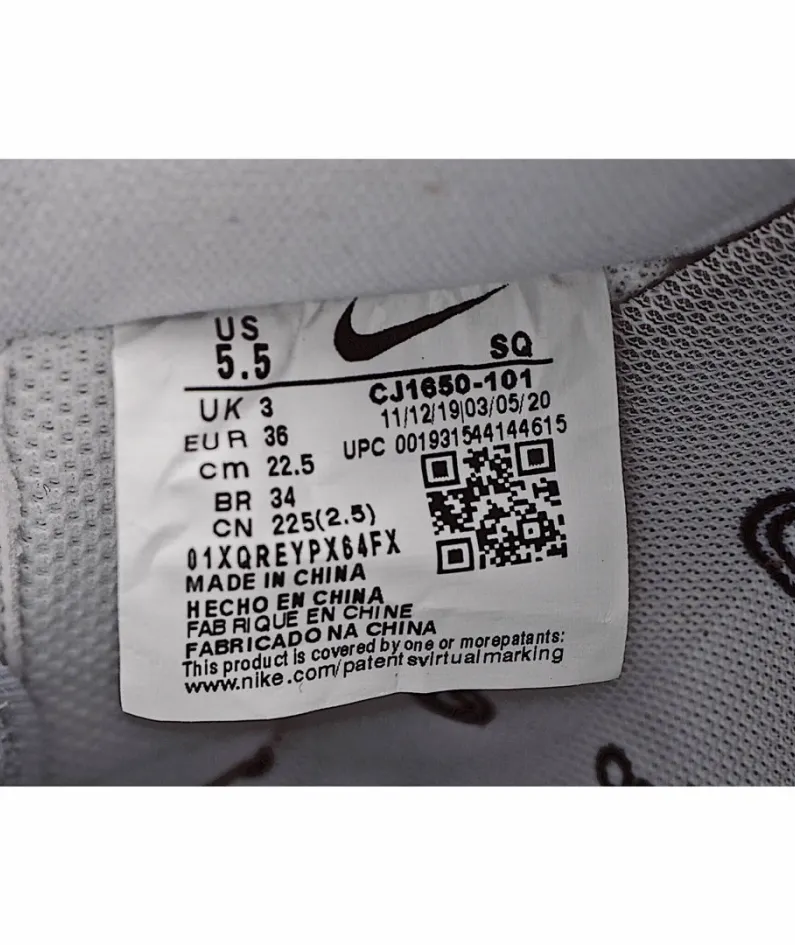 US
5.5
SQ
CJ1650-101
UK 3
11/12/19|03/05/20
EUR 36
UPC 001931544144615
cm 22.5
BR 34
CN 225(2.5)
01XQREYPX64FX
MADE IN CHINA
HECHO EN CHINA
FABRIQUE EN CHINE
FABRICADO NA CHINA
This product is covered by one or morepatants:
www.nike.com/patentsvirtualmarking